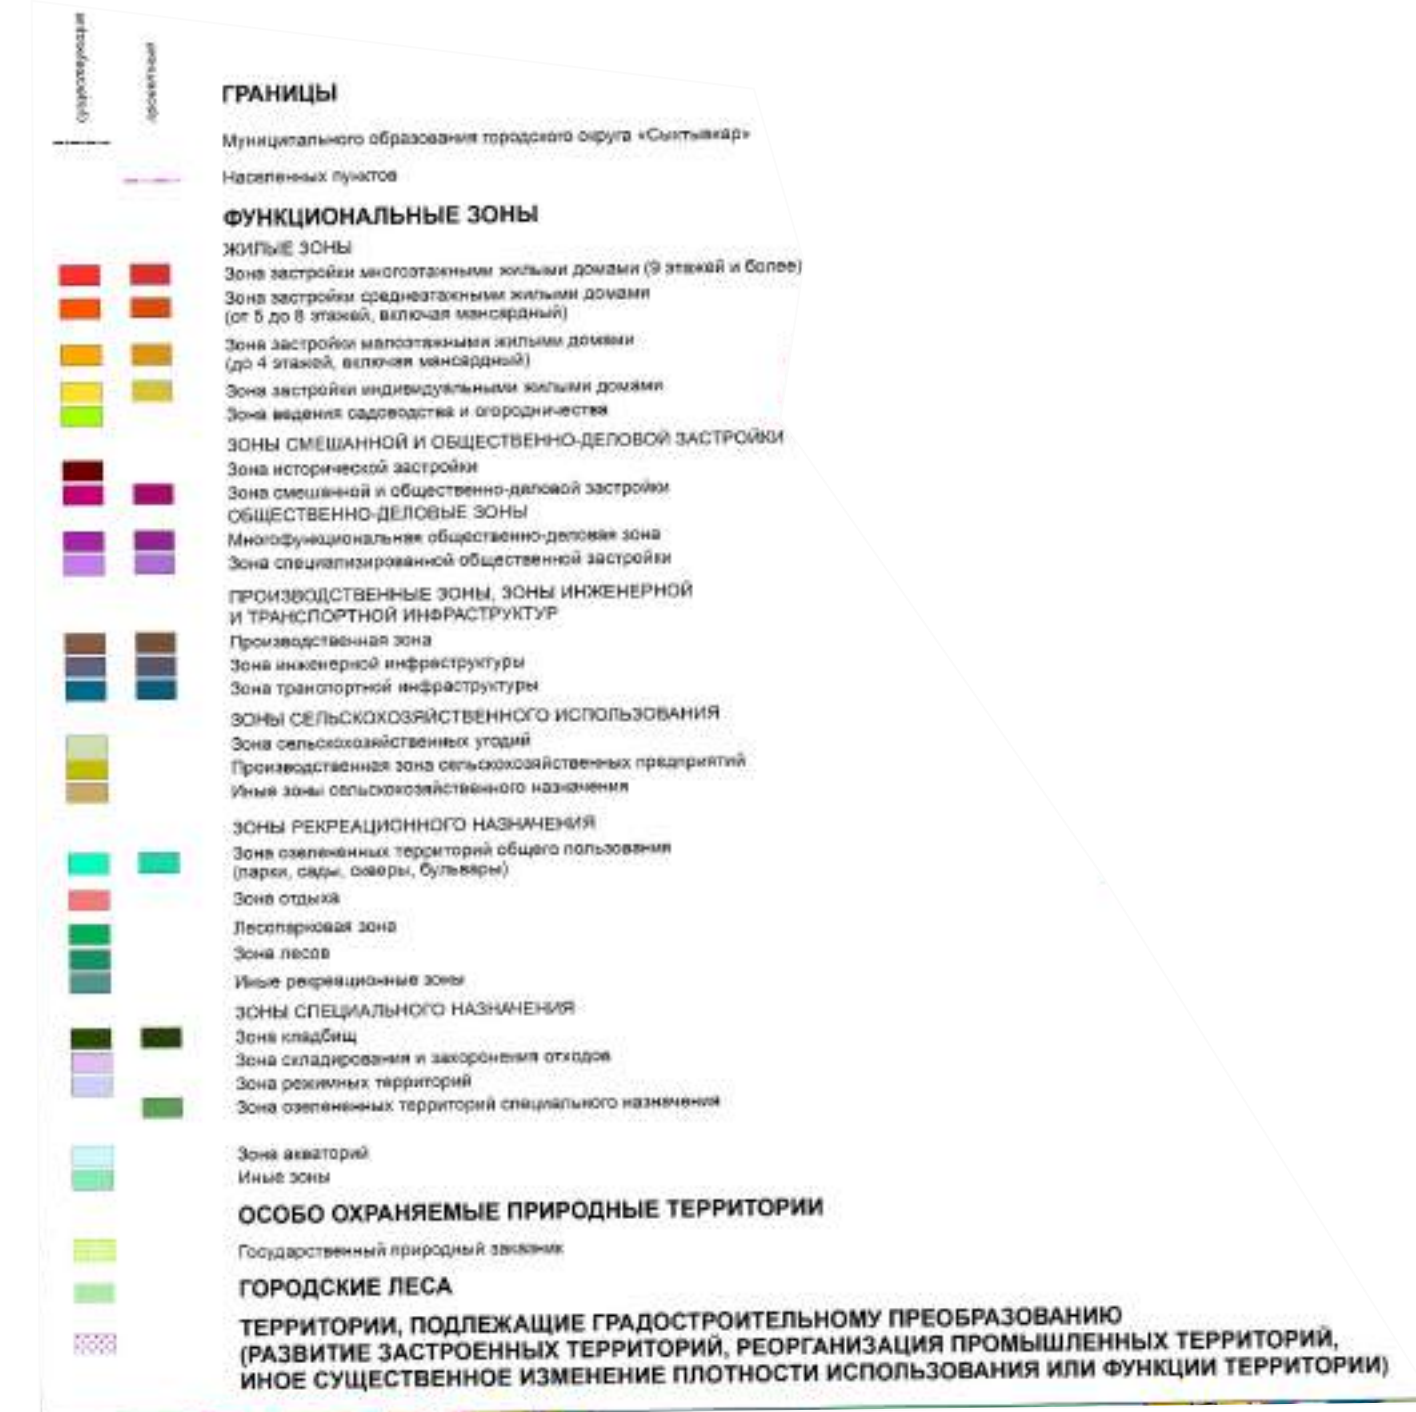 существующие
проектные
ГРАНИЦЫ
Муниципального образования городского округа «Сыктывкар»
Населенных пунктов
ФУНКЦИОНАЛЬНЫЕ ЗОНЫ
ЖИЛЫЕ ЗОНЫ
Зона застройки многоэтажными жилыми домами (9 этажей и более)
Зона застройки среднеэтажными жилыми домами
(от 5 до 8 этажей, включая мансардный)
Зона застройки малоэтажными жилыми домами
(до 4 этажей, включая мансардный)
Зона застройки индивидуальными жилыми домами
Зона ведения садоводства и огородничества
ЗОНЫ СМЕШАННОЙ И ОБЩЕСТВЕННО-ДЕЛОВОЙ ЗАСТРОЙКИ
Зона исторической застройки
Зона смешанной и общественно-деловой застройки
ОБЩЕСТВЕННО-ДЕЛОВЫЕ ЗОНЫ
Многофункциональная общественно-деловая зона
Зона специализированной общественной застройки
ПРОИЗВОДСТВЕННЫЕ ЗОНЫ, ЗОНЫ ИНЖЕНЕРНОЙ
И ТРАНСПОРТНОЙ ИНФРАСТРУКТУР
Производственная зона
Зона инженерной инфраструктуры
Зона транспортной инфраструктуры
ЗОНЫ СЕЛЬСКОХОЗЯЙСТВЕННОГО ИСПОЛЬЗОВАНИЯ
Зона сельскохозяйственных угодий
Производственная зона сельскохозяйственных предприятий
Иные зоны сельскохозяйственного назначения
ЗОНЫ РЕКРЕАЦИОННОГО НАЗНАЧЕНИЯ
Зона озелененных территорий общего пользования
(парки, сады, скверы, бульвары)
Зона отдыха
Лесопарковая зона
Зона лесов
Иные рекреационные зоны
ЗОНЫ СПЕЦИАЛЬНОГО НАЗНАЧЕНИЯ
Зона кладбищ
Зона складирования и захоронения отходов
Зона режимных территорий
Зона озелененных территорий специального назначения
Зона акваторий
Иные зоны
ОСОБО ОХРАНЯЕМЫЕ ПРИРОДНЫЕ ТЕРРИТОРИИ
Государственный природный заказник
ГОРОДСКИЕ ЛЕСА
ТЕРРИТОРИИ, ПОДЛЕЖАЩИЕ ГРАДОСТРОИТЕЛЬНОМУ ПРЕОБРАЗОВАНИЮ
(РАЗВИТИЕ ЗАСТРОЕННЫХ ТЕРРИТОРИЙ, РЕОРГАНИЗАЦИЯ ПРОМЫШЛЕННЫХ ТЕРРИТОРИЙ,
ИНОЕ СУЩЕСТВЕННОЕ ИЗМЕНЕНИЕ ПЛОТНОСТИ ИСПОЛЬЗОВАНИЯ ИЛИ ФУНКЦИИ ТЕРРИТОРИИ)